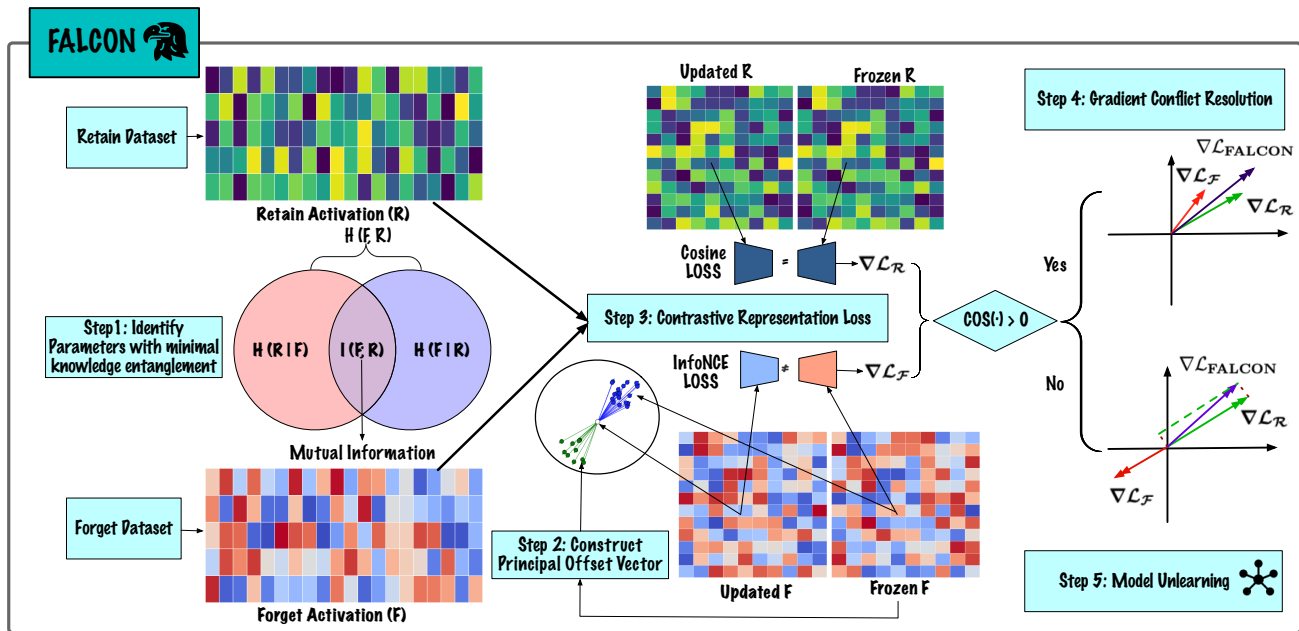 FALCON
Retain Dataset
Retain Activation (R)
H (F, R)
Step1: Identify
Parameters with minimal
knowledge entanglement
H (R | F)
I (F, R)
H (F | R)
Mutual Information
Forget Dataset
Forget Activation (F)
Updated R
Frozen R
Cosine
LOSS
=
∇ℒ_ℛ
Step 3: Contrastive Representation Loss
InfoNCE
LOSS
≠
∇ℒ_ℱ
Step 2: Construct
Principal Offset Vector
Updated F
Frozen F
COS(·) > 0
Yes
No
Step 4: Gradient Conflict Resolution
∇ℒ_FALCON
∇ℒ_ℱ
∇ℒ_ℛ
∇ℒ_FALCON
∇ℒ_ℛ
∇ℒ_ℱ
Step 5: Model Unlearning